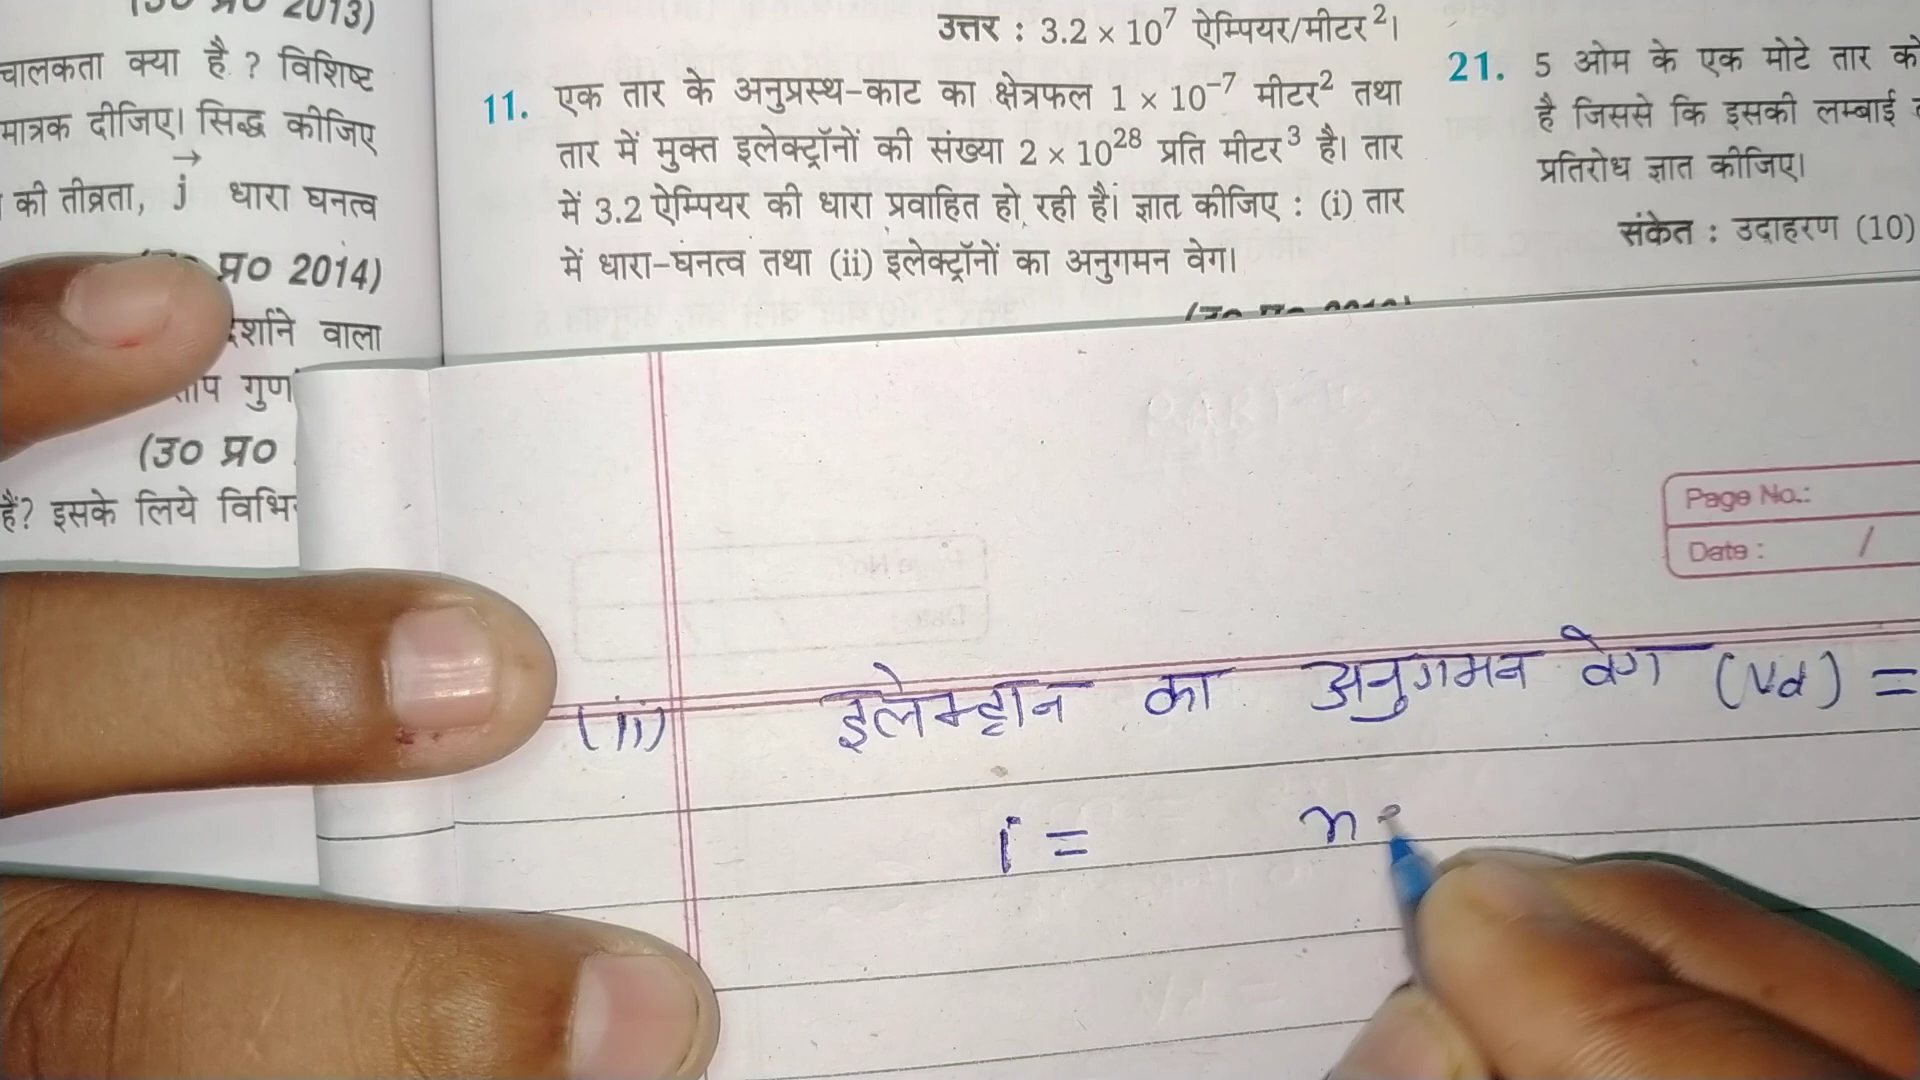 2013)
चालकता क्या है ? विशिष्ट
मात्रक दीजिए। सिद्ध कीजिए
की तीव्रता, j⃗ धारा घनत्व
प्र० 2014)
दर्शाने वाला
ताप गुण
(उ० प्र०
हैं? इसके लिये विभि
उत्तर : 3.2 × 10⁷ ऐम्पियर/मीटर²।
11. एक तार के अनुप्रस्थ-काट का क्षेत्रफल 1 × 10⁻⁷ मीटर² तथा
तार में मुक्त इलेक्ट्रॉनों की संख्या 2 × 10²⁸ प्रति मीटर³ है। तार
में 3.2 ऐम्पियर की धारा प्रवाहित हो रही है। ज्ञात कीजिए : (i) तार
में धारा-घनत्व तथा (ii) इलेक्ट्रॉनों का अनुगमन वेग।
21. 5 ओम के एक मोटे तार को
है जिससे कि इसकी लम्बाई
प्रतिरोध ज्ञात कीजिए।
संकेत : उदाहरण (10)
Page No.:
Date : /
(ii) इलेक्ट्रान का अनुगमन वेग (Vd) =
i = n